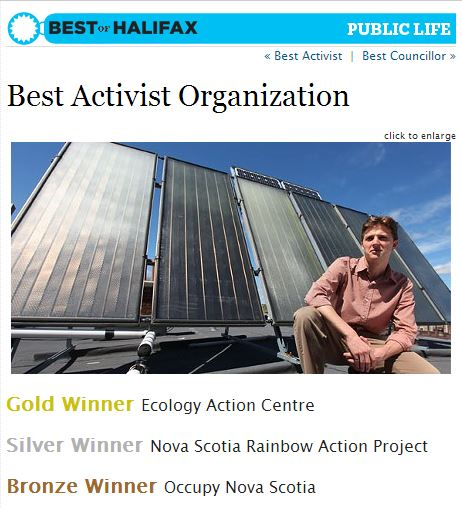 BEST OF HALIFAX PUBLIC LIFE
« Best Activist | Best Councillor »
Best Activist Organization
click to enlarge
Gold Winner Ecology Action Centre
Silver Winner Nova Scotia Rainbow Action Project
Bronze Winner Occupy Nova Scotia